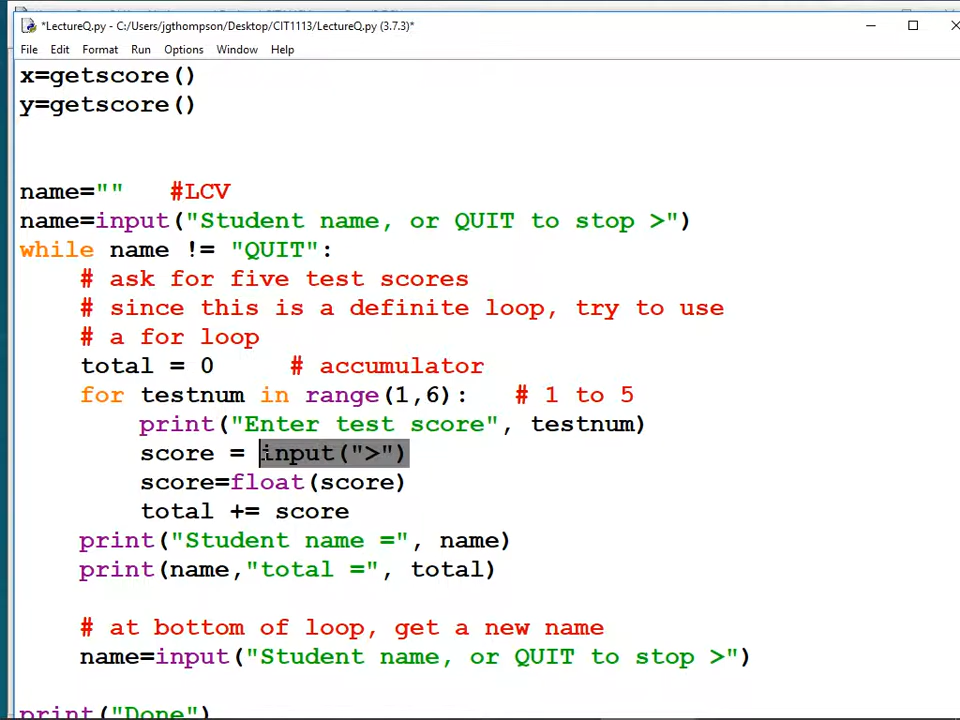 *LectureQ.py - C:/Users/jgthompson/Desktop/CIT1113/LectureQ.py (3.7.3)*
File Edit Format Run Options Window Help
x=getscore()
y=getscore()
name=""   #LCV
name=input("Student name, or QUIT to stop >")
while name != "QUIT":
    # ask for five test scores
    # since this is a definite loop, try to use
    # a for loop
    total = 0     # accumulator
    for testnum in range(1,6):   # 1 to 5
        print("Enter test score", testnum)
        score = input(">")
        score=float(score)
        total += score
    print("Student name =", name)
    print(name,"total =", total)
    # at bottom of loop, get a new name
    name=input("Student name, or QUIT to stop >")
print("Done")